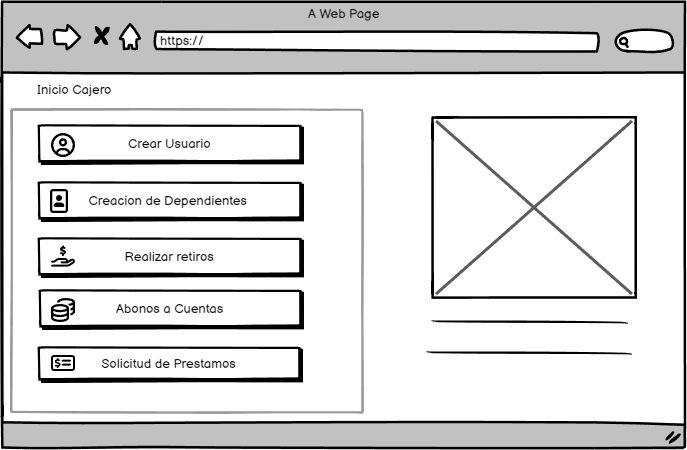 A Web Page
https://
Inicio Cajero
Crear Usuario
Creacion de Dependientes
$
Realizar retiros
Abonos a Cuentas
$
Solicitud de Prestamos